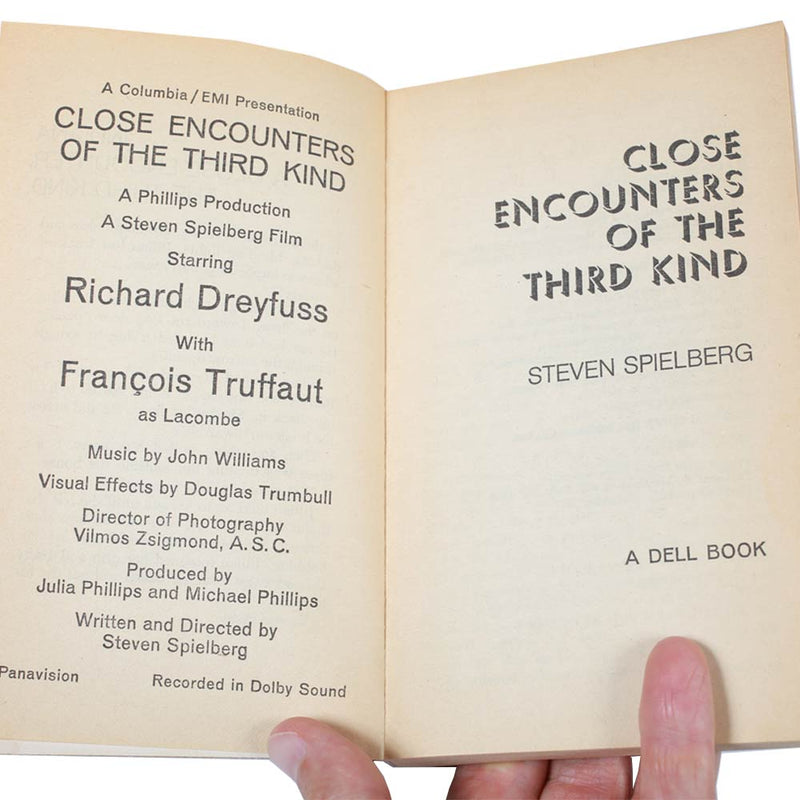 A Columbia/EMI Presentation
CLOSE ENCOUNTERS
OF THE THIRD KIND
A Phillips Production
A Steven Spielberg Film
Starring
Richard Dreyfuss
With
François Truffaut
as Lacombe
Music by John Williams
Visual Effects by Douglas Trumbull
Director of Photography
Vilmos Zsigmond, A.S.C.
Produced by
Julia Phillips and Michael Phillips
Written and Directed by
Steven Spielberg
Panavision
Recorded in Dolby Sound
CLOSE
ENCOUNTERS
OF THE
THIRD KIND
STEVEN SPIELBERG
A DELL BOOK